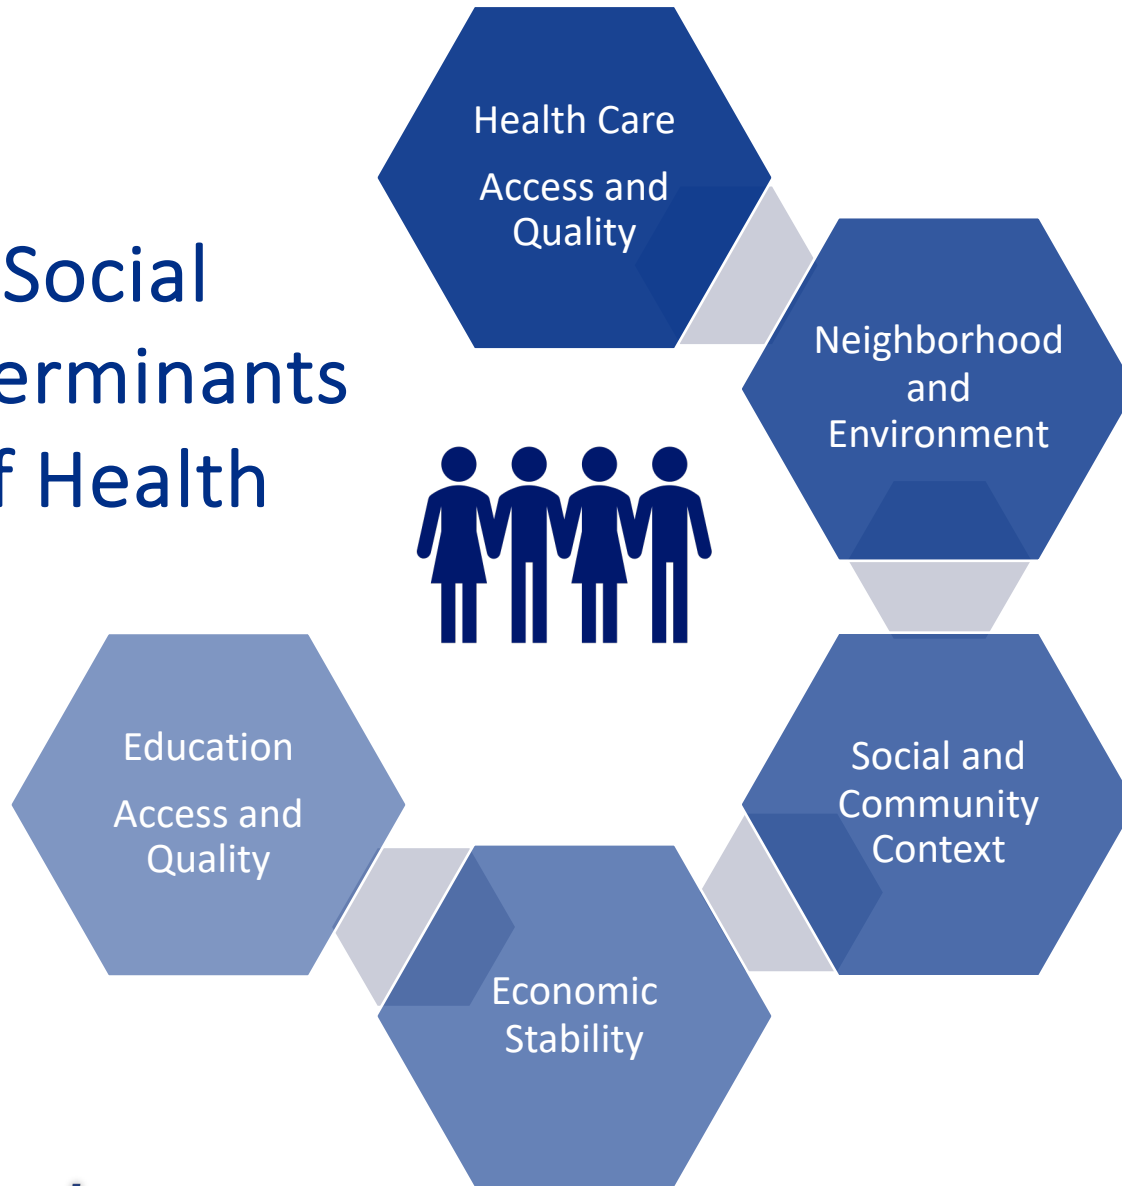 Social
erminants
f Health
Health Care
Access and
Quality
Neighborhood
and
Environment
Social and
Community
Context
Economic
Stability
Education
Access and
Quality